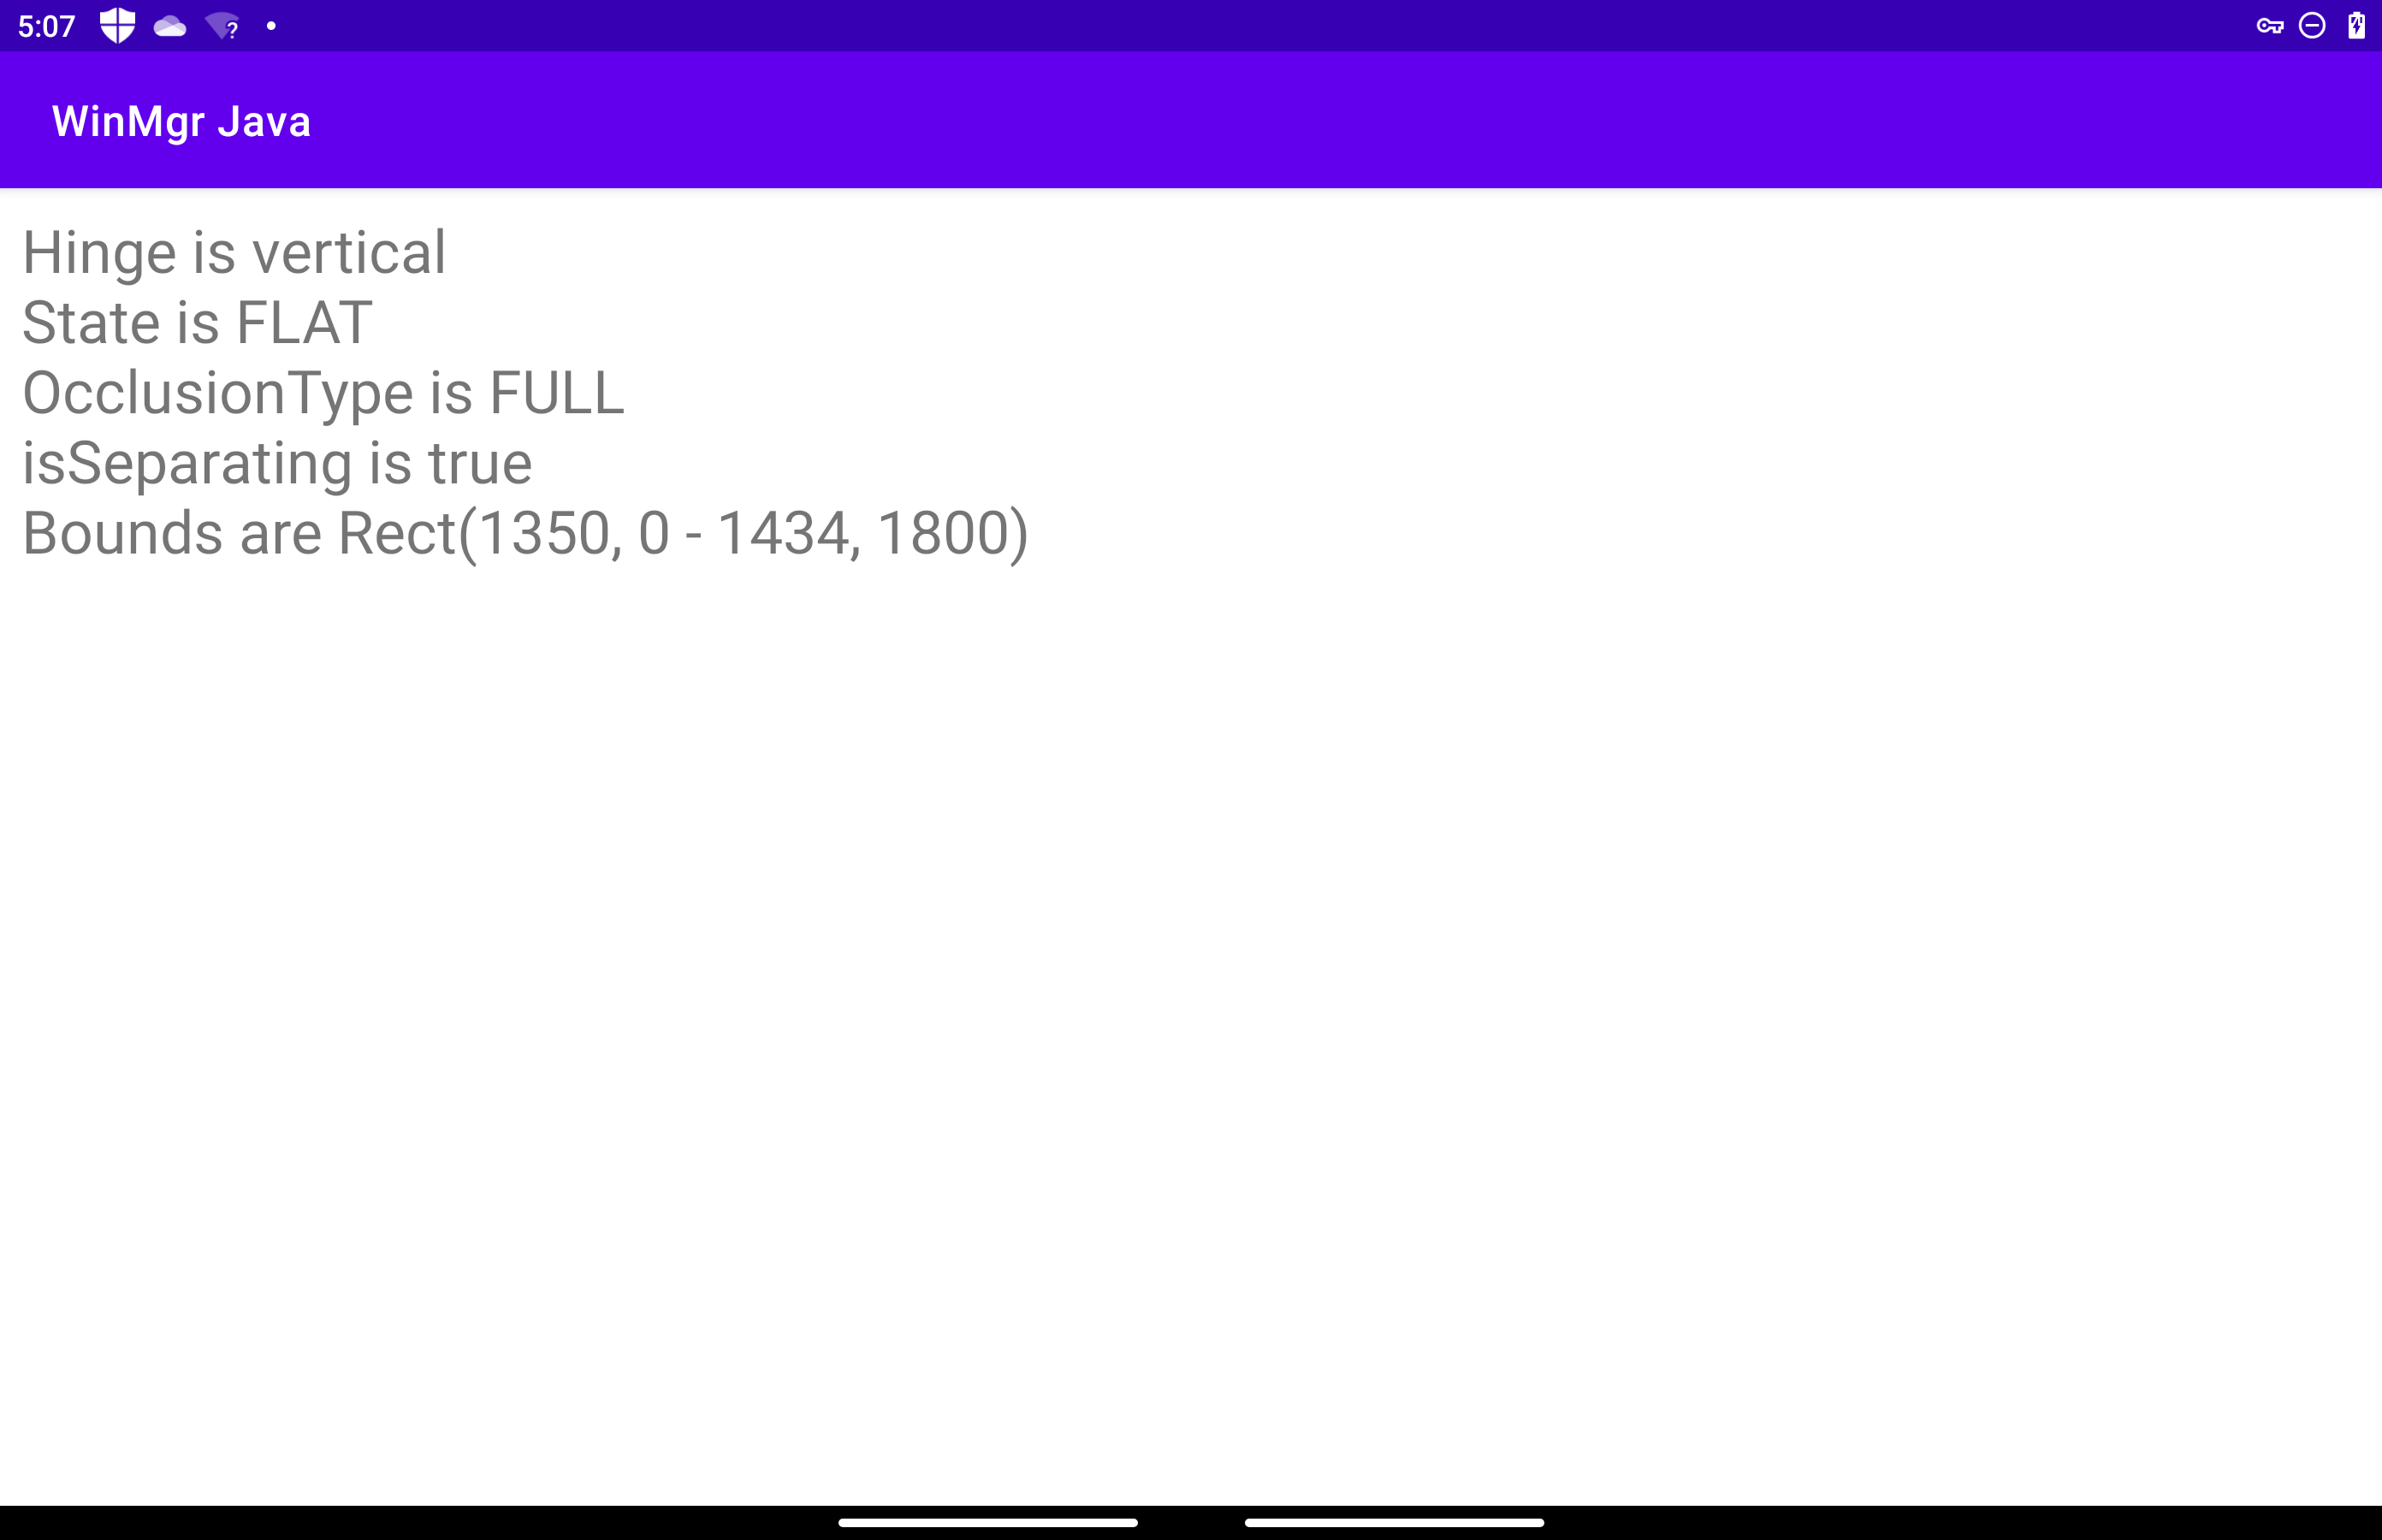 5:07
WinMgr Java
Hinge is vertical
State is FLAT
OcclusionType is FULL
isSeparating is true
Bounds are Rect(1350, 0 - 1434, 1800)